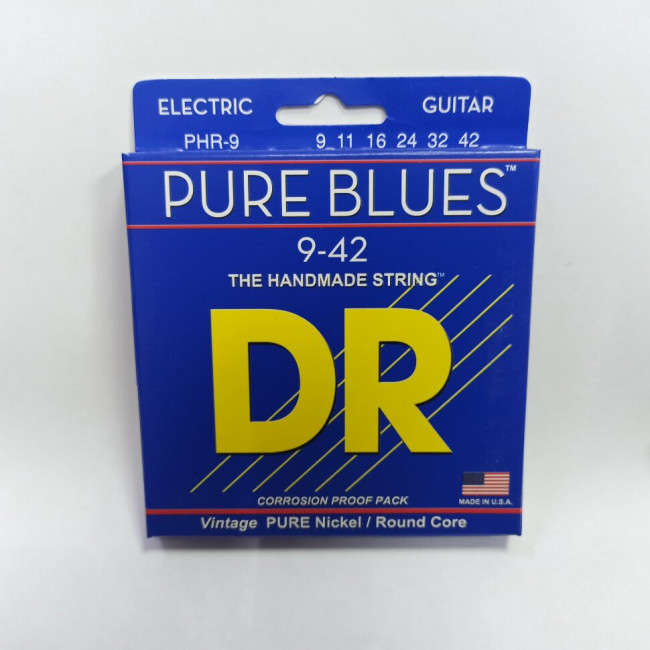 ELECTRIC GUITAR
PHR-9 9 11 16 24 32 42
PURE BLUES™
9-42
THE HANDMADE STRING™
DR
CORROSION PROOF PACK
MADE IN U.S.A.
Vintage PURE Nickel / Round Core